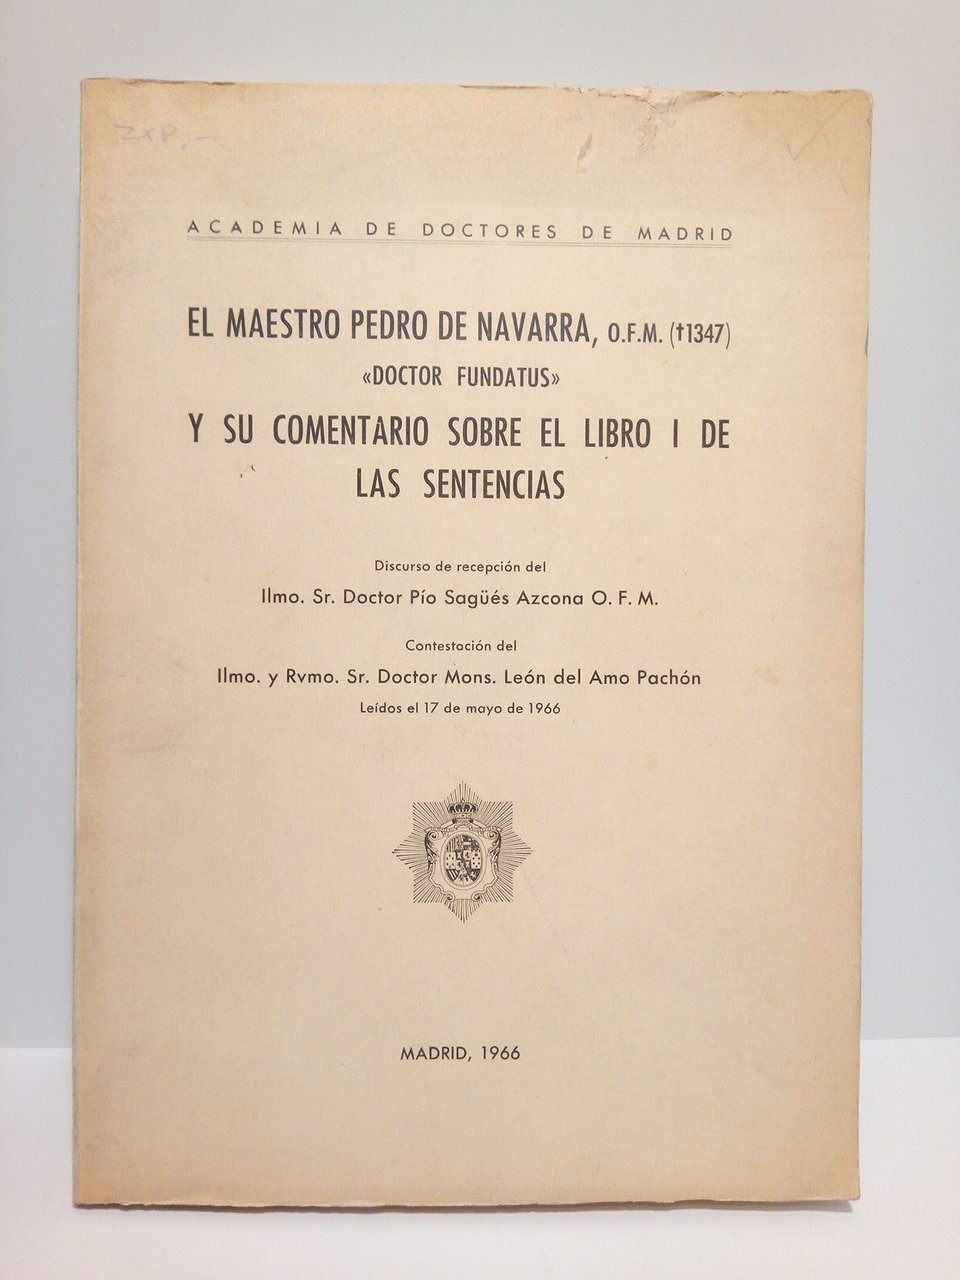 ACADEMIA DE DOCTORES DE MADRID
EL MAESTRO PEDRO DE NAVARRA, O.F.M. (†1347)
«DOCTOR FUNDATUS»
Y SU COMENTARIO SOBRE EL LIBRO I DE
LAS SENTENCIAS
Discurso de recepción del
Ilmo. Sr. Doctor Pío Sagüés Azcona O. F. M.
Contestación del
Ilmo. y Rvmo. Sr. Doctor Mons. León del Amo Pachón
Leídos el 17 de mayo de 1966
MADRID, 1966